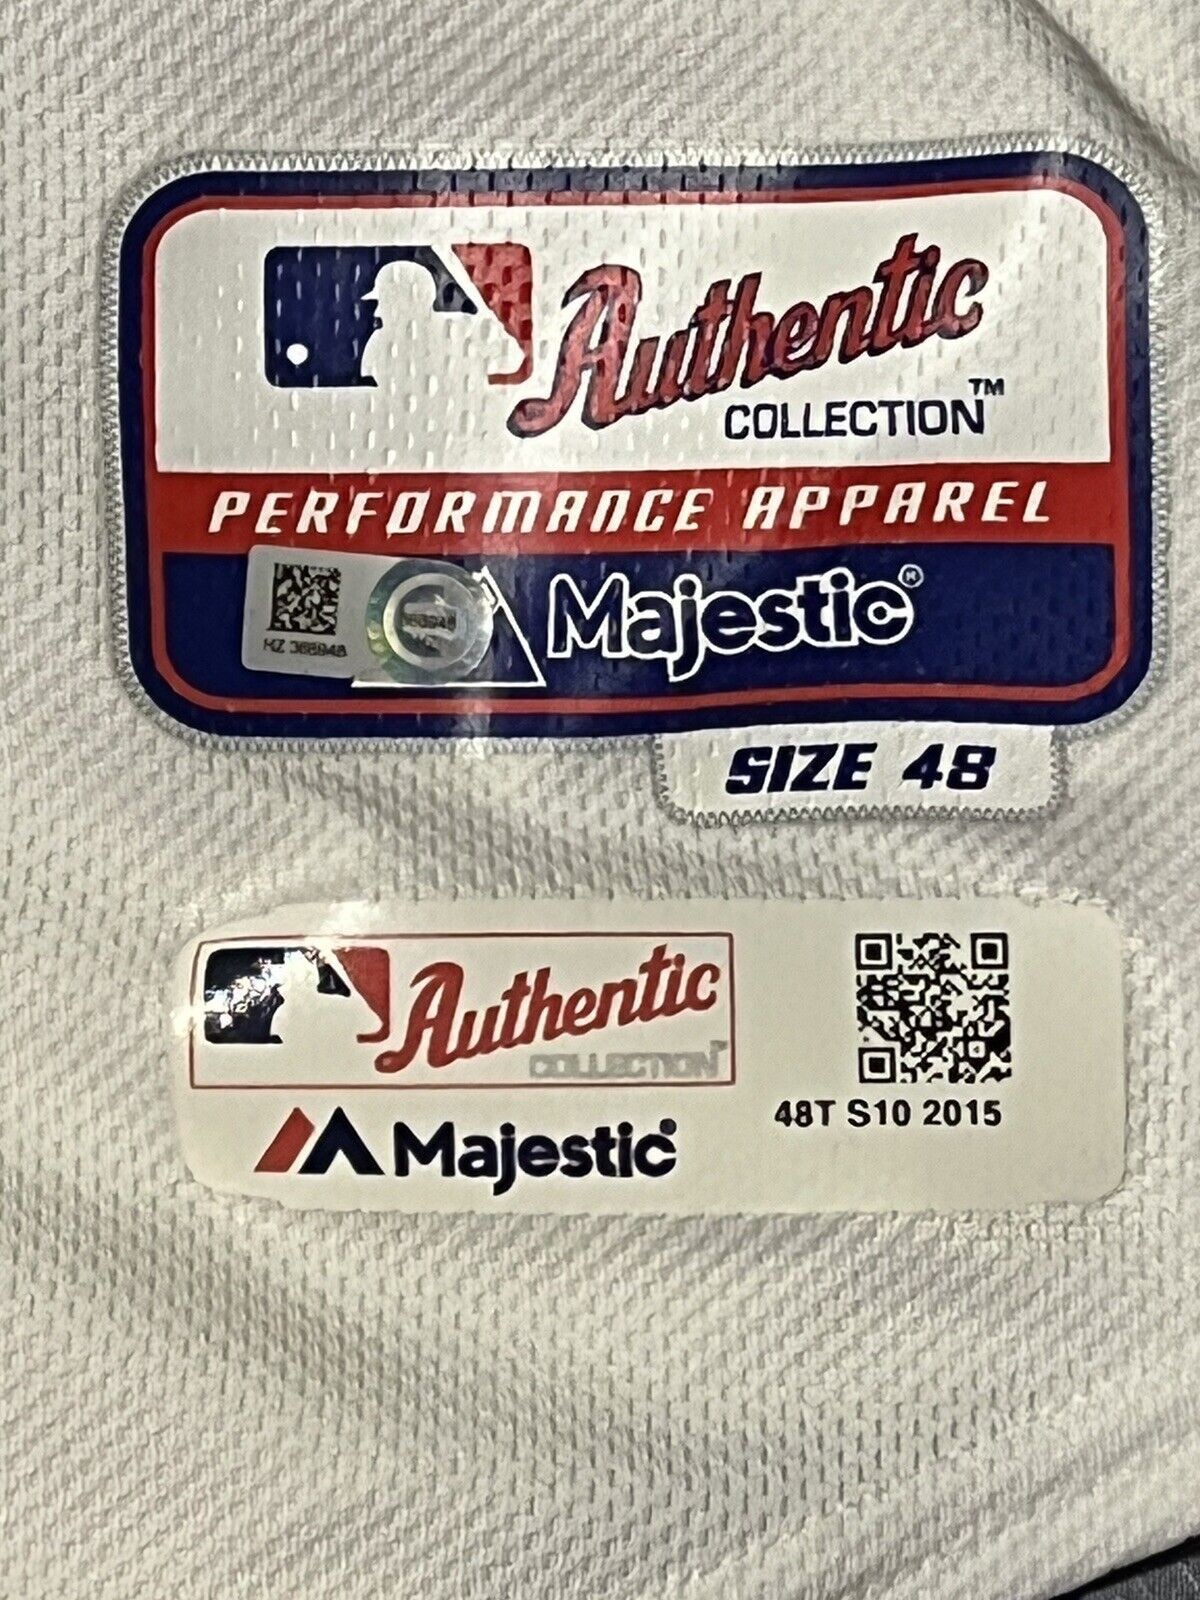 Authentic
COLLECTION™
PERFORMANCE APPAREL
Majestic®
HZ 368948
SIZE 48
Authentic
COLLECTION™
Majestic
48T S10 2015